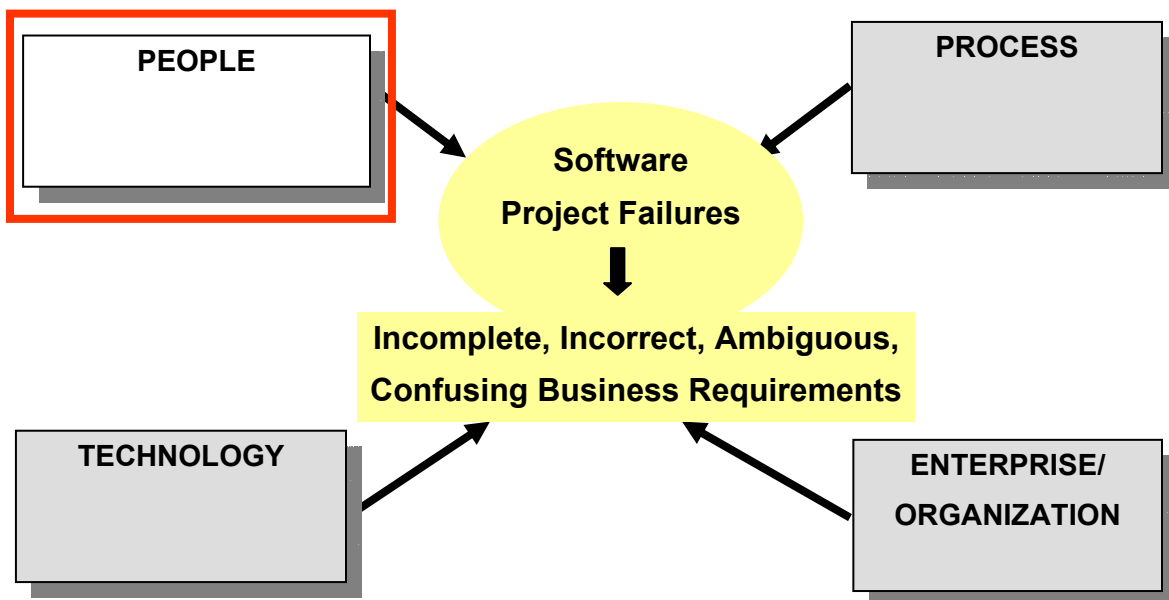 PEOPLE
PROCESS
Software
Project Failures
Incomplete, Incorrect, Ambiguous,
Confusing Business Requirements
TECHNOLOGY
ENTERPRISE/
ORGANIZATION